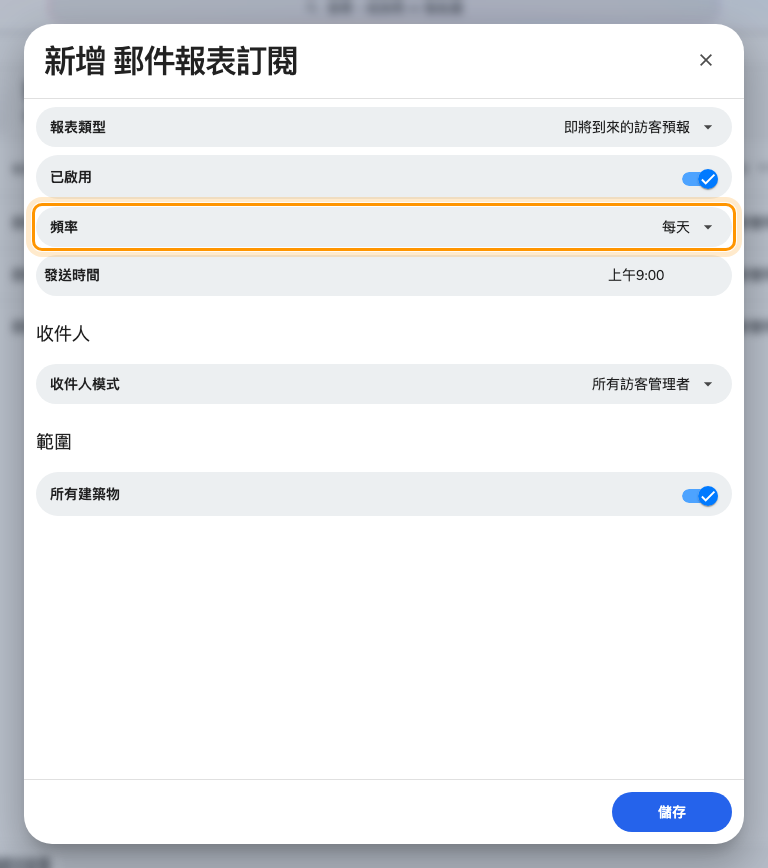 新增 郵件報表訂閱
報表類型 即將到來的訪客預報
已啟用
頻率 每天
發送時間 上午9:00
收件人
收件人模式 所有訪客管理者
範圍
所有建築物
儲存